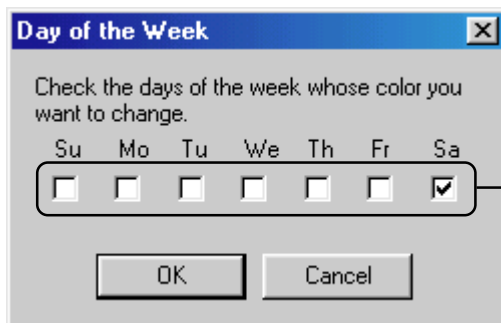 Day of the Week
Check the days of the week whose color you
want to change.
Su Mo Tu We Th Fr Sa
OK Cancel